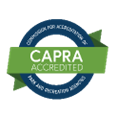 COMMISSION FOR ACCREDITATION OF
CAPRA
ACCREDITED
PARK AND RECREATION AGENCIES